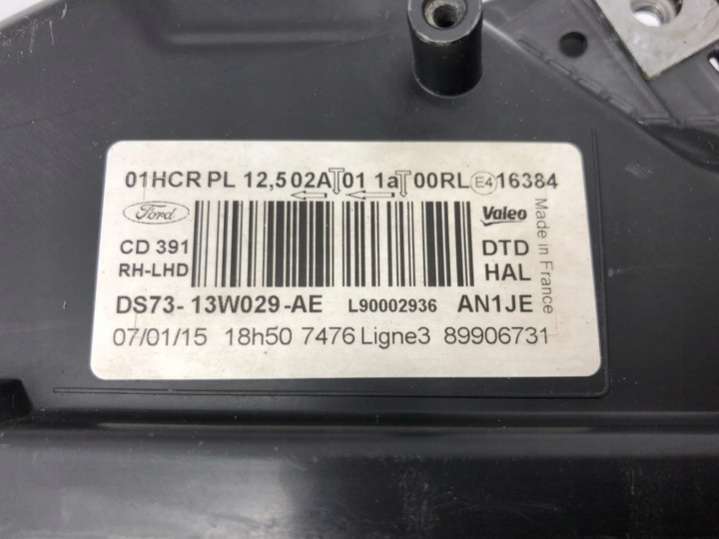 01HCR PL 12,5 02A 01 1a 00RL E4 16384
Ford
Valeo
CD 391
DTD
RH-LHD
HAL
Made in France
DS73-13W029-AE L90002936 AN1JE
07/01/15 18h50 7476 Ligne3 89906731